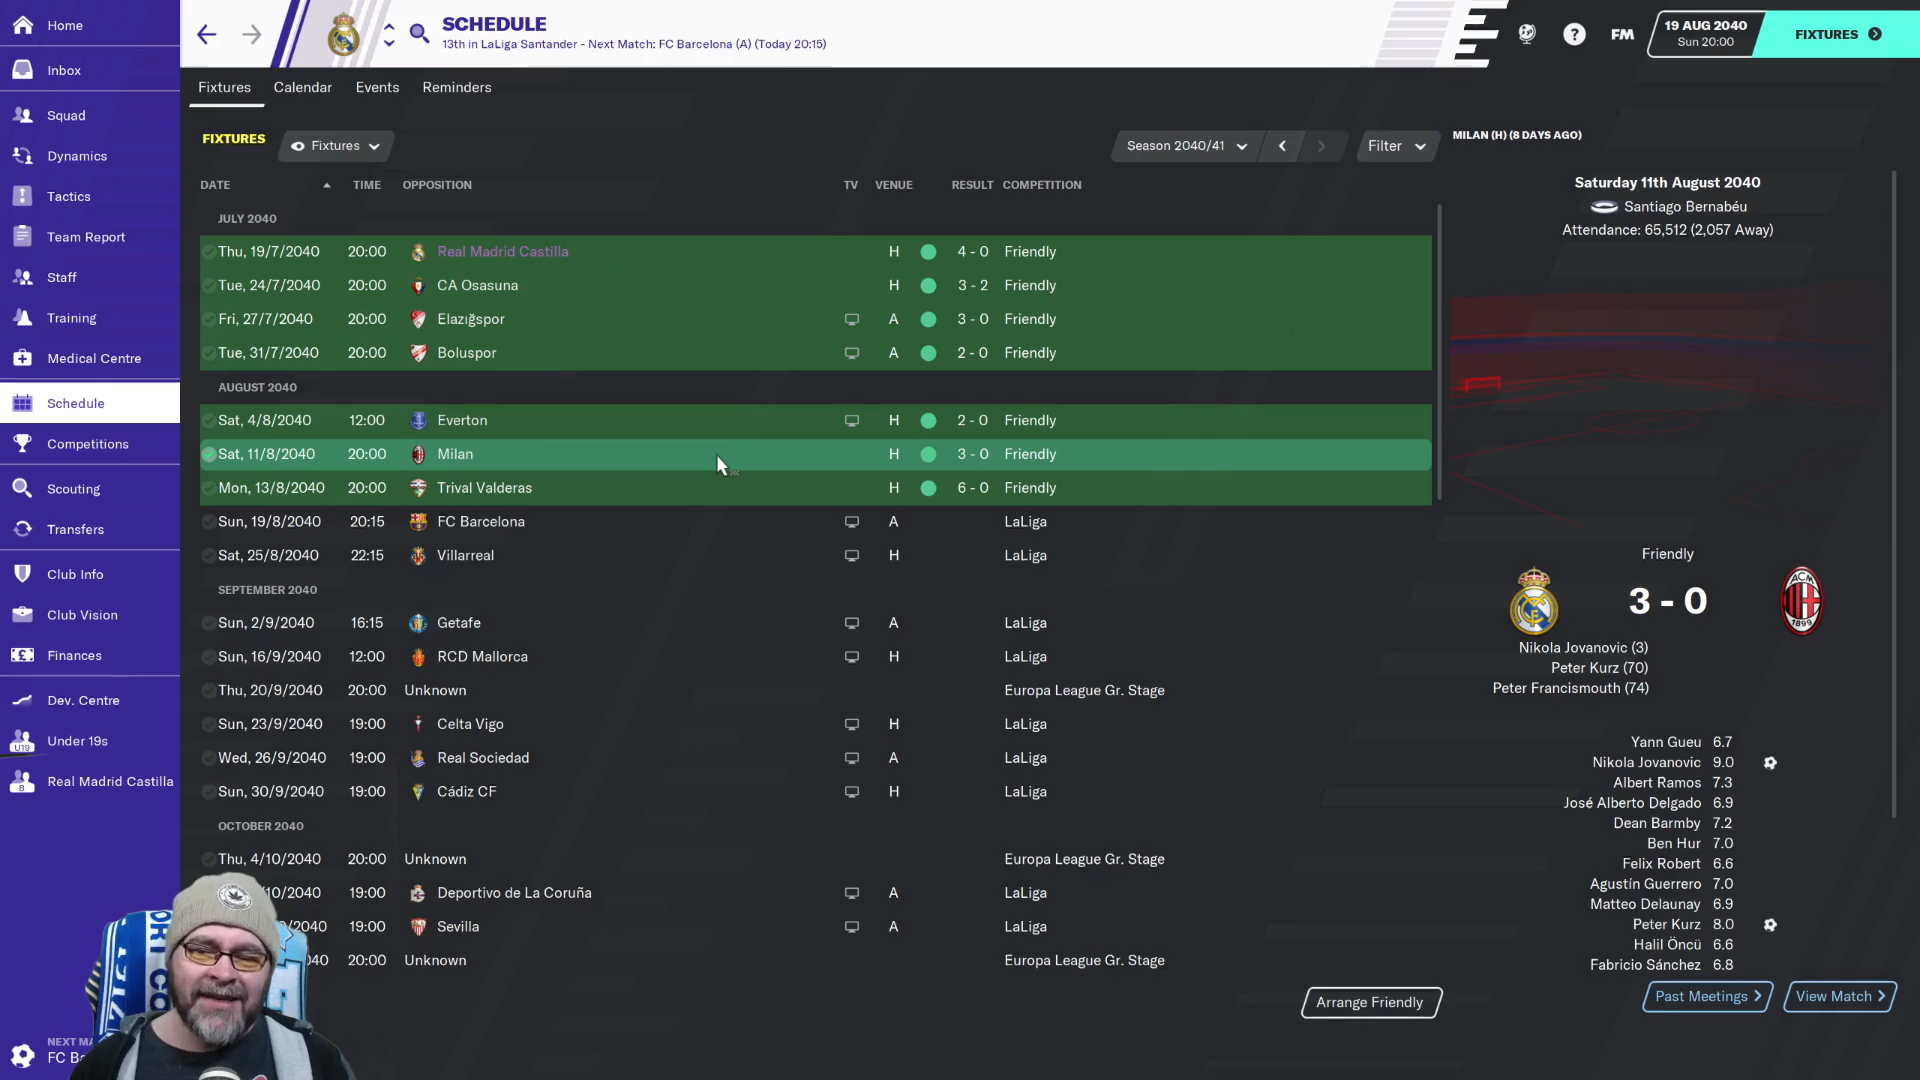 Home
Inbox
Squad
Dynamics
Tactics
Team Report
Staff
Training
Medical Centre
Schedule
Competitions
Scouting
Transfers
Club Info
Club Vision
Finances
Dev. Centre
U19 Under 19s
B Real Madrid Castilla
NEXT MA
FC Ba
SCHEDULE
13th in LaLiga Santander - Next Match: FC Barcelona (A) (Today 20:15)
? FM
19 AUG 2040
Sun 20:00
FIXTURES
Fixtures Calendar Events Reminders
FIXTURES Fixtures Season 2040/41 Filter
DATE TIME OPPOSITION TV VENUE RESULT COMPETITION
JULY 2040
Thu, 19/7/2040 20:00 Real Madrid Castilla H 4 - 0 Friendly
Tue, 24/7/2040 20:00 CA Osasuna H 3 - 2 Friendly
Fri, 27/7/2040 20:00 Elazığspor A 3 - 0 Friendly
Tue, 31/7/2040 20:00 Boluspor A 2 - 0 Friendly
AUGUST 2040
Sat, 4/8/2040 12:00 Everton H 2 - 0 Friendly
Sat, 11/8/2040 20:00 Milan H 3 - 0 Friendly
Mon, 13/8/2040 20:00 Trival Valderas H 6 - 0 Friendly
Sun, 19/8/2040 20:15 FC Barcelona A LaLiga
Sat, 25/8/2040 22:15 Villarreal H LaLiga
SEPTEMBER 2040
Sun, 2/9/2040 16:15 Getafe A LaLiga
Sun, 16/9/2040 12:00 RCD Mallorca H LaLiga
Thu, 20/9/2040 20:00 Unknown Europa League Gr. Stage
Sun, 23/9/2040 19:00 Celta Vigo H LaLiga
Wed, 26/9/2040 19:00 Real Sociedad A LaLiga
Sun, 30/9/2040 19:00 Cádiz CF H LaLiga
OCTOBER 2040
Thu, 4/10/2040 20:00 Unknown Europa League Gr. Stage
/10/2040 19:00 Deportivo de La Coruña A LaLiga
/2040 19:00 Sevilla A LaLiga
040 20:00 Unknown Europa League Gr. Stage
Arrange Friendly
MILAN (H) (8 DAYS AGO)
Saturday 11th August 2040
Santiago Bernabéu
Attendance: 65,512 (2,057 Away)
Friendly
3 - 0
ACM
1899
Nikola Jovanovic (3)
Peter Kurz (70)
Peter Francismouth (74)
Yann Gueu 6.7
Nikola Jovanovic 9.0
Albert Ramos 7.3
José Alberto Delgado 6.9
Dean Barmby 7.2
Ben Hur 7.0
Felix Robert 6.6
Agustín Guerrero 7.0
Matteo Delaunay 6.9
Peter Kurz 8.0
Halil Öncü 6.6
Fabricio Sánchez 6.8
Past Meetings
View Match